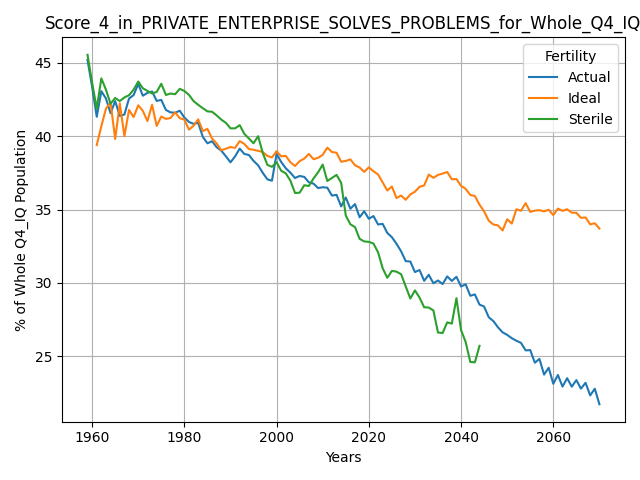 Score_4_in_PRIVATE_ENTERPRISE_SOLVES_PROBLEMS_for_Whole_Q4_IQ
% of Whole Q4_IQ Population
45
40
35
30
25
Fertility
Actual
Ideal
Sterile
1960
1980
2000
2020
2040
2060
Years